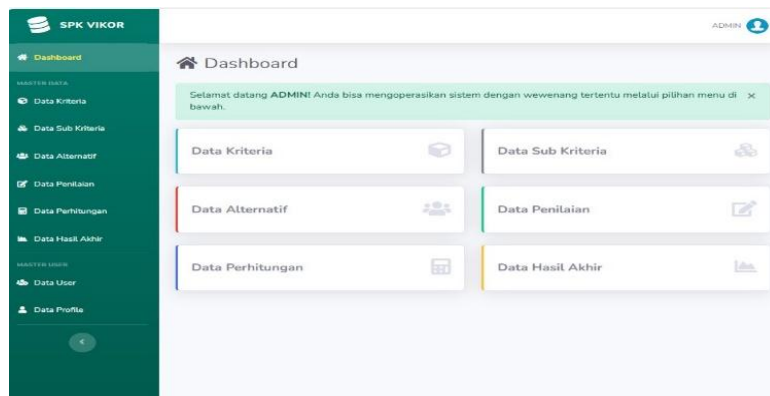 SPK VIKOR
Dashboard
MASTER DATA
Data Kriteria
Data Sub Kriteria
Data Alternatif
Data Penilaian
Data Perhitungan
Data Hasil Akhir
MASTER USER
Data User
Data Profile
ADMIN
Dashboard
Selamat datang ADMIN! Anda bisa mengoperasikan sistem dengan wewenang tertentu melalui pilihan menu di
bawah.
Data Kriteria
Data Sub Kriteria
Data Alternatif
Data Penilaian
Data Perhitungan
Data Hasil Akhir